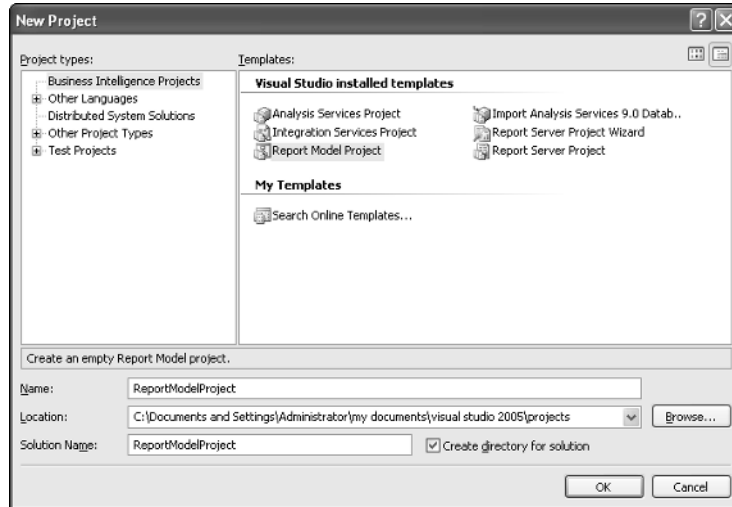 New Project
Project types:
Business Intelligence Projects
Other Languages
Distributed System Solutions
Other Project Types
Test Projects
Templates:
Visual Studio installed templates
Analysis Services Project
Integration Services Project
Report Model Project
Import Analysis Services 9.0 Datab..
Report Server Project Wizard
Report Server Project
My Templates
Search Online Templates...
Create an empty Report Model project.
Name: ReportModelProject
Location: C:\Documents and Settings\Administrator\my documents\visual studio 2005\projects Browse...
Solution Name: ReportModelProject Create directory for solution
OK Cancel